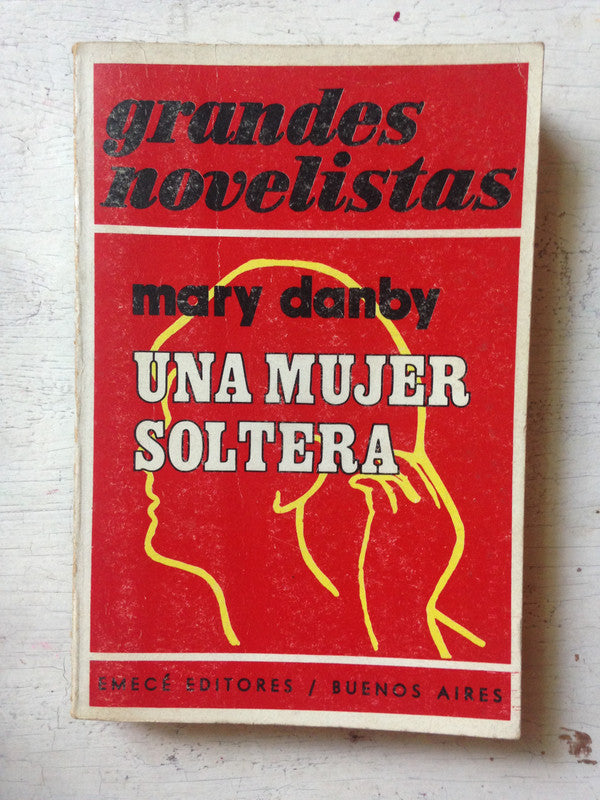 grandes
novelistas
mary danby
UNA MUJER
SOLTERA
EMECÉ EDITORES / BUENOS AIRES